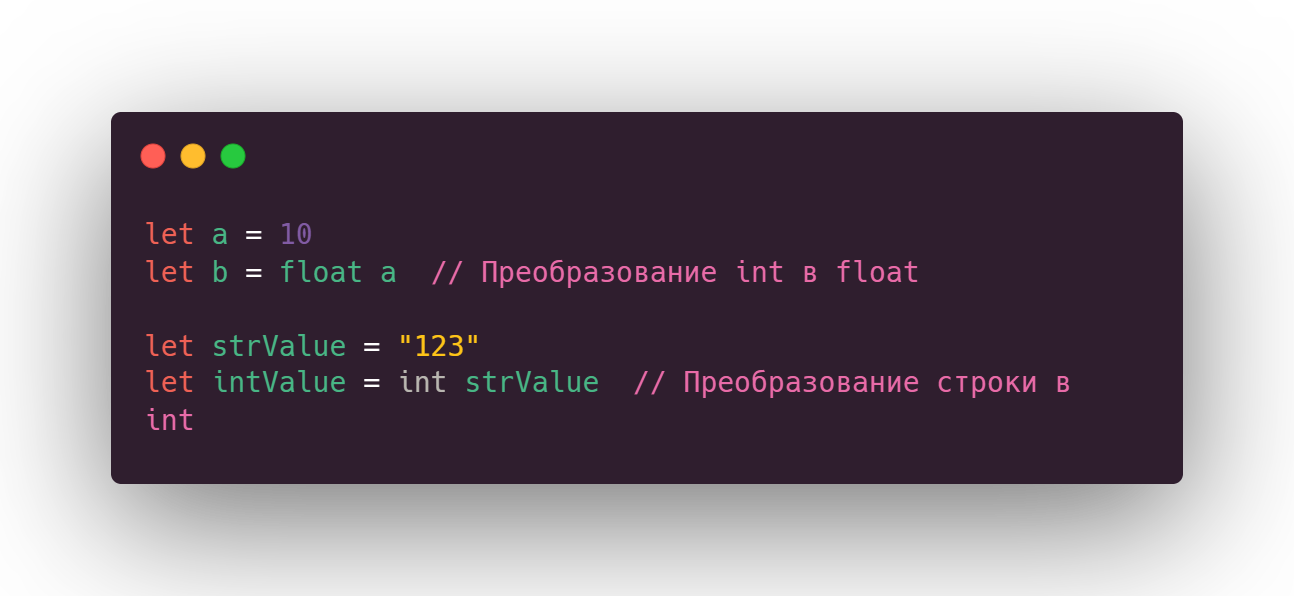 let a = 10
let b = float a  // Преобразование int в float
let strValue = "123"
let intValue = int strValue  // Преобразование строки в
int